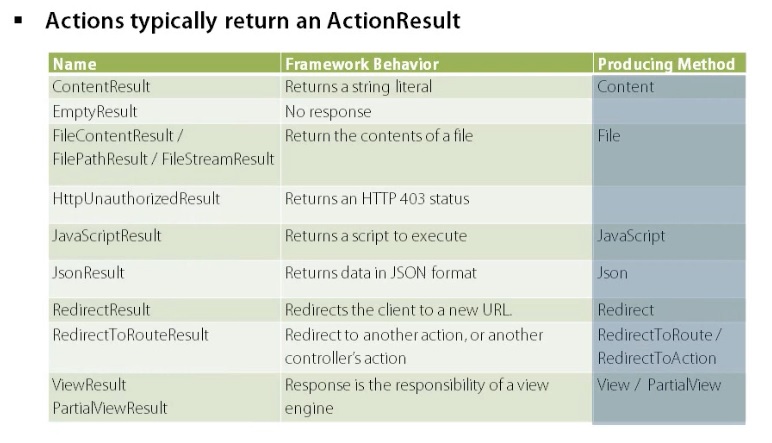 ▪ Actions typically return an ActionResult
Name Framework Behavior Producing Method
ContentResult Returns a string literal Content
EmptyResult No response
FileContentResult / Return the contents of a file File
FilePathResult / FileStreamResult
HttpUnauthorizedResult Returns an HTTP 403 status
JavaScriptResult Returns a script to execute JavaScript
JsonResult Returns data in JSON format Json
RedirectResult Redirects the client to a new URL. Redirect
RedirectToRouteResult Redirect to another action, or another RedirectToRoute /
controller's action RedirectToAction
ViewResult Response is the responsibility of a view View / PartialView
PartialViewResult engine